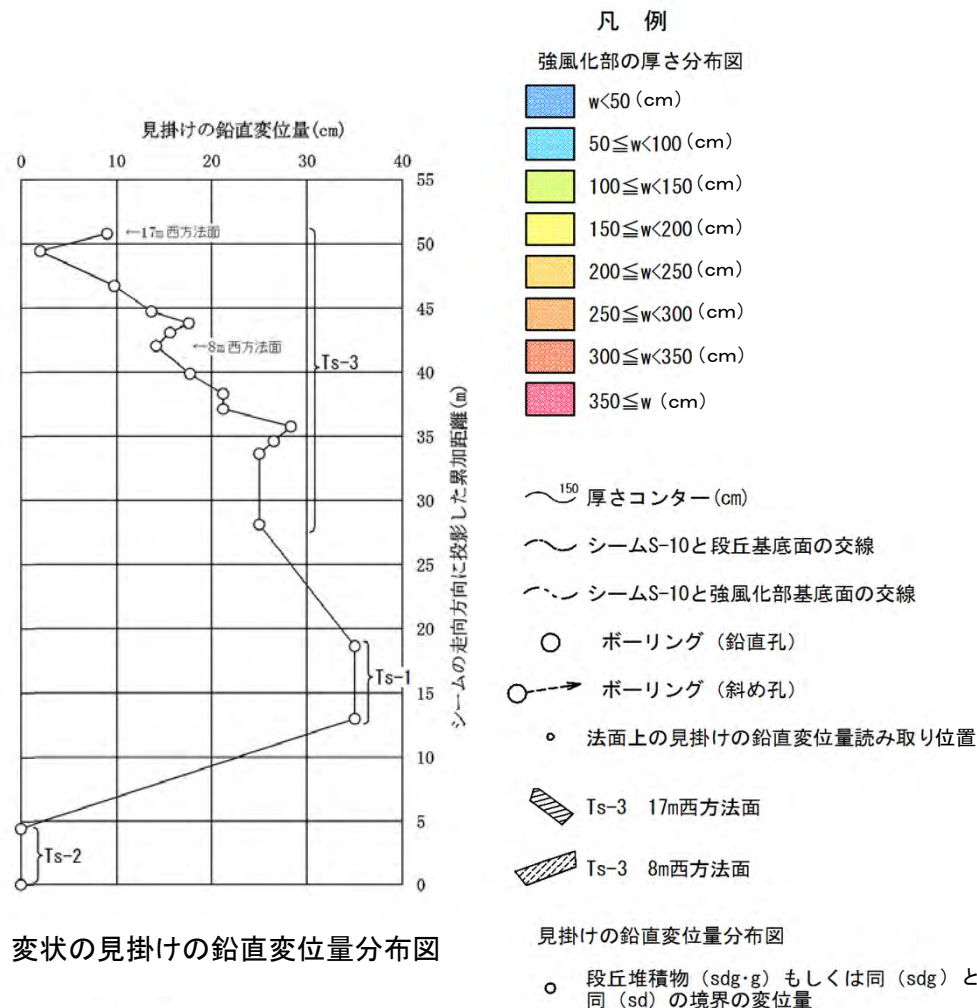 見掛けの鉛直変位量(cm)
0 10 20 30 40
55
50
45
40
35
30
25
20
15
10
5
0
シームの走向方向に投影した累加距離(m)
←17m西方法面
←8m西方法面
Ts-3
Ts-1
Ts-2
変状の見掛けの鉛直変位量分布図
凡 例
強風化部の厚さ分布図
w<50(cm)
50≦w<100(cm)
100≦w<150(cm)
150≦w<200(cm)
200≦w<250(cm)
250≦w<300(cm)
300≦w<350(cm)
350≦w(cm)
150 厚さコンター(cm)
シームS-10と段丘基底面の交線
シームS-10と強風化部基底面の交線
ボーリング(鉛直孔)
ボーリング(斜め孔)
法面上の見掛けの鉛直変位量読み取り位置
Ts-3 17m西方法面
Ts-3 8m西方法面
見掛けの鉛直変位量分布図
段丘堆積物(sdg・g)もしくは同(sdg)と
同(sd)の境界の変位量